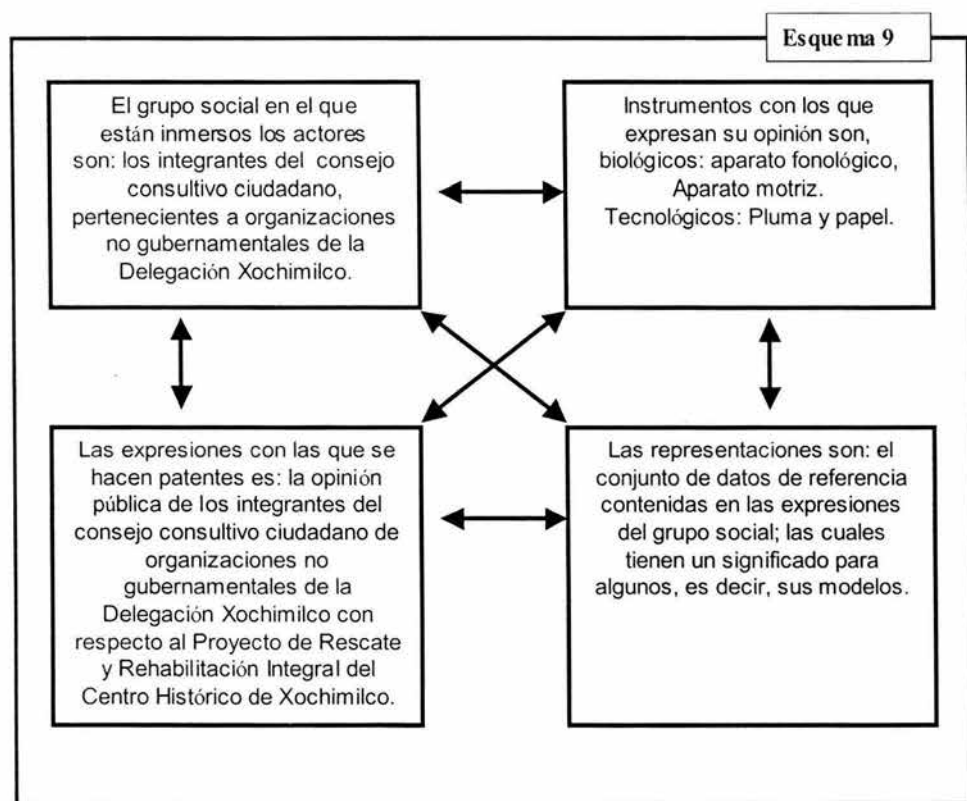 Esquema 9
El grupo social en el que
están inmersos los actores
son: los integrantes del consejo
consultivo ciudadano,
pertenecientes a organizaciones
no gubernamentales de la
Delegación Xochimilco.
Instrumentos con los que
expresan su opinión son,
biológicos: aparato fonológico,
Aparato motriz.
Tecnológicos: Pluma y papel.
Las expresiones con las que se
hacen patentes es: la opinión
pública de los integrantes del
consejo consultivo ciudadano de
organizaciones no
gubernamentales de la
Delegación Xochimilco con
respecto al Proyecto de Rescate
y Rehabilitación Integral del
Centro Histórico de Xochimilco.
Las representaciones son: el
conjunto de datos de referencia
contenidas en las expresiones
del grupo social; las cuales
tienen un significado para
algunos, es decir, sus modelos.